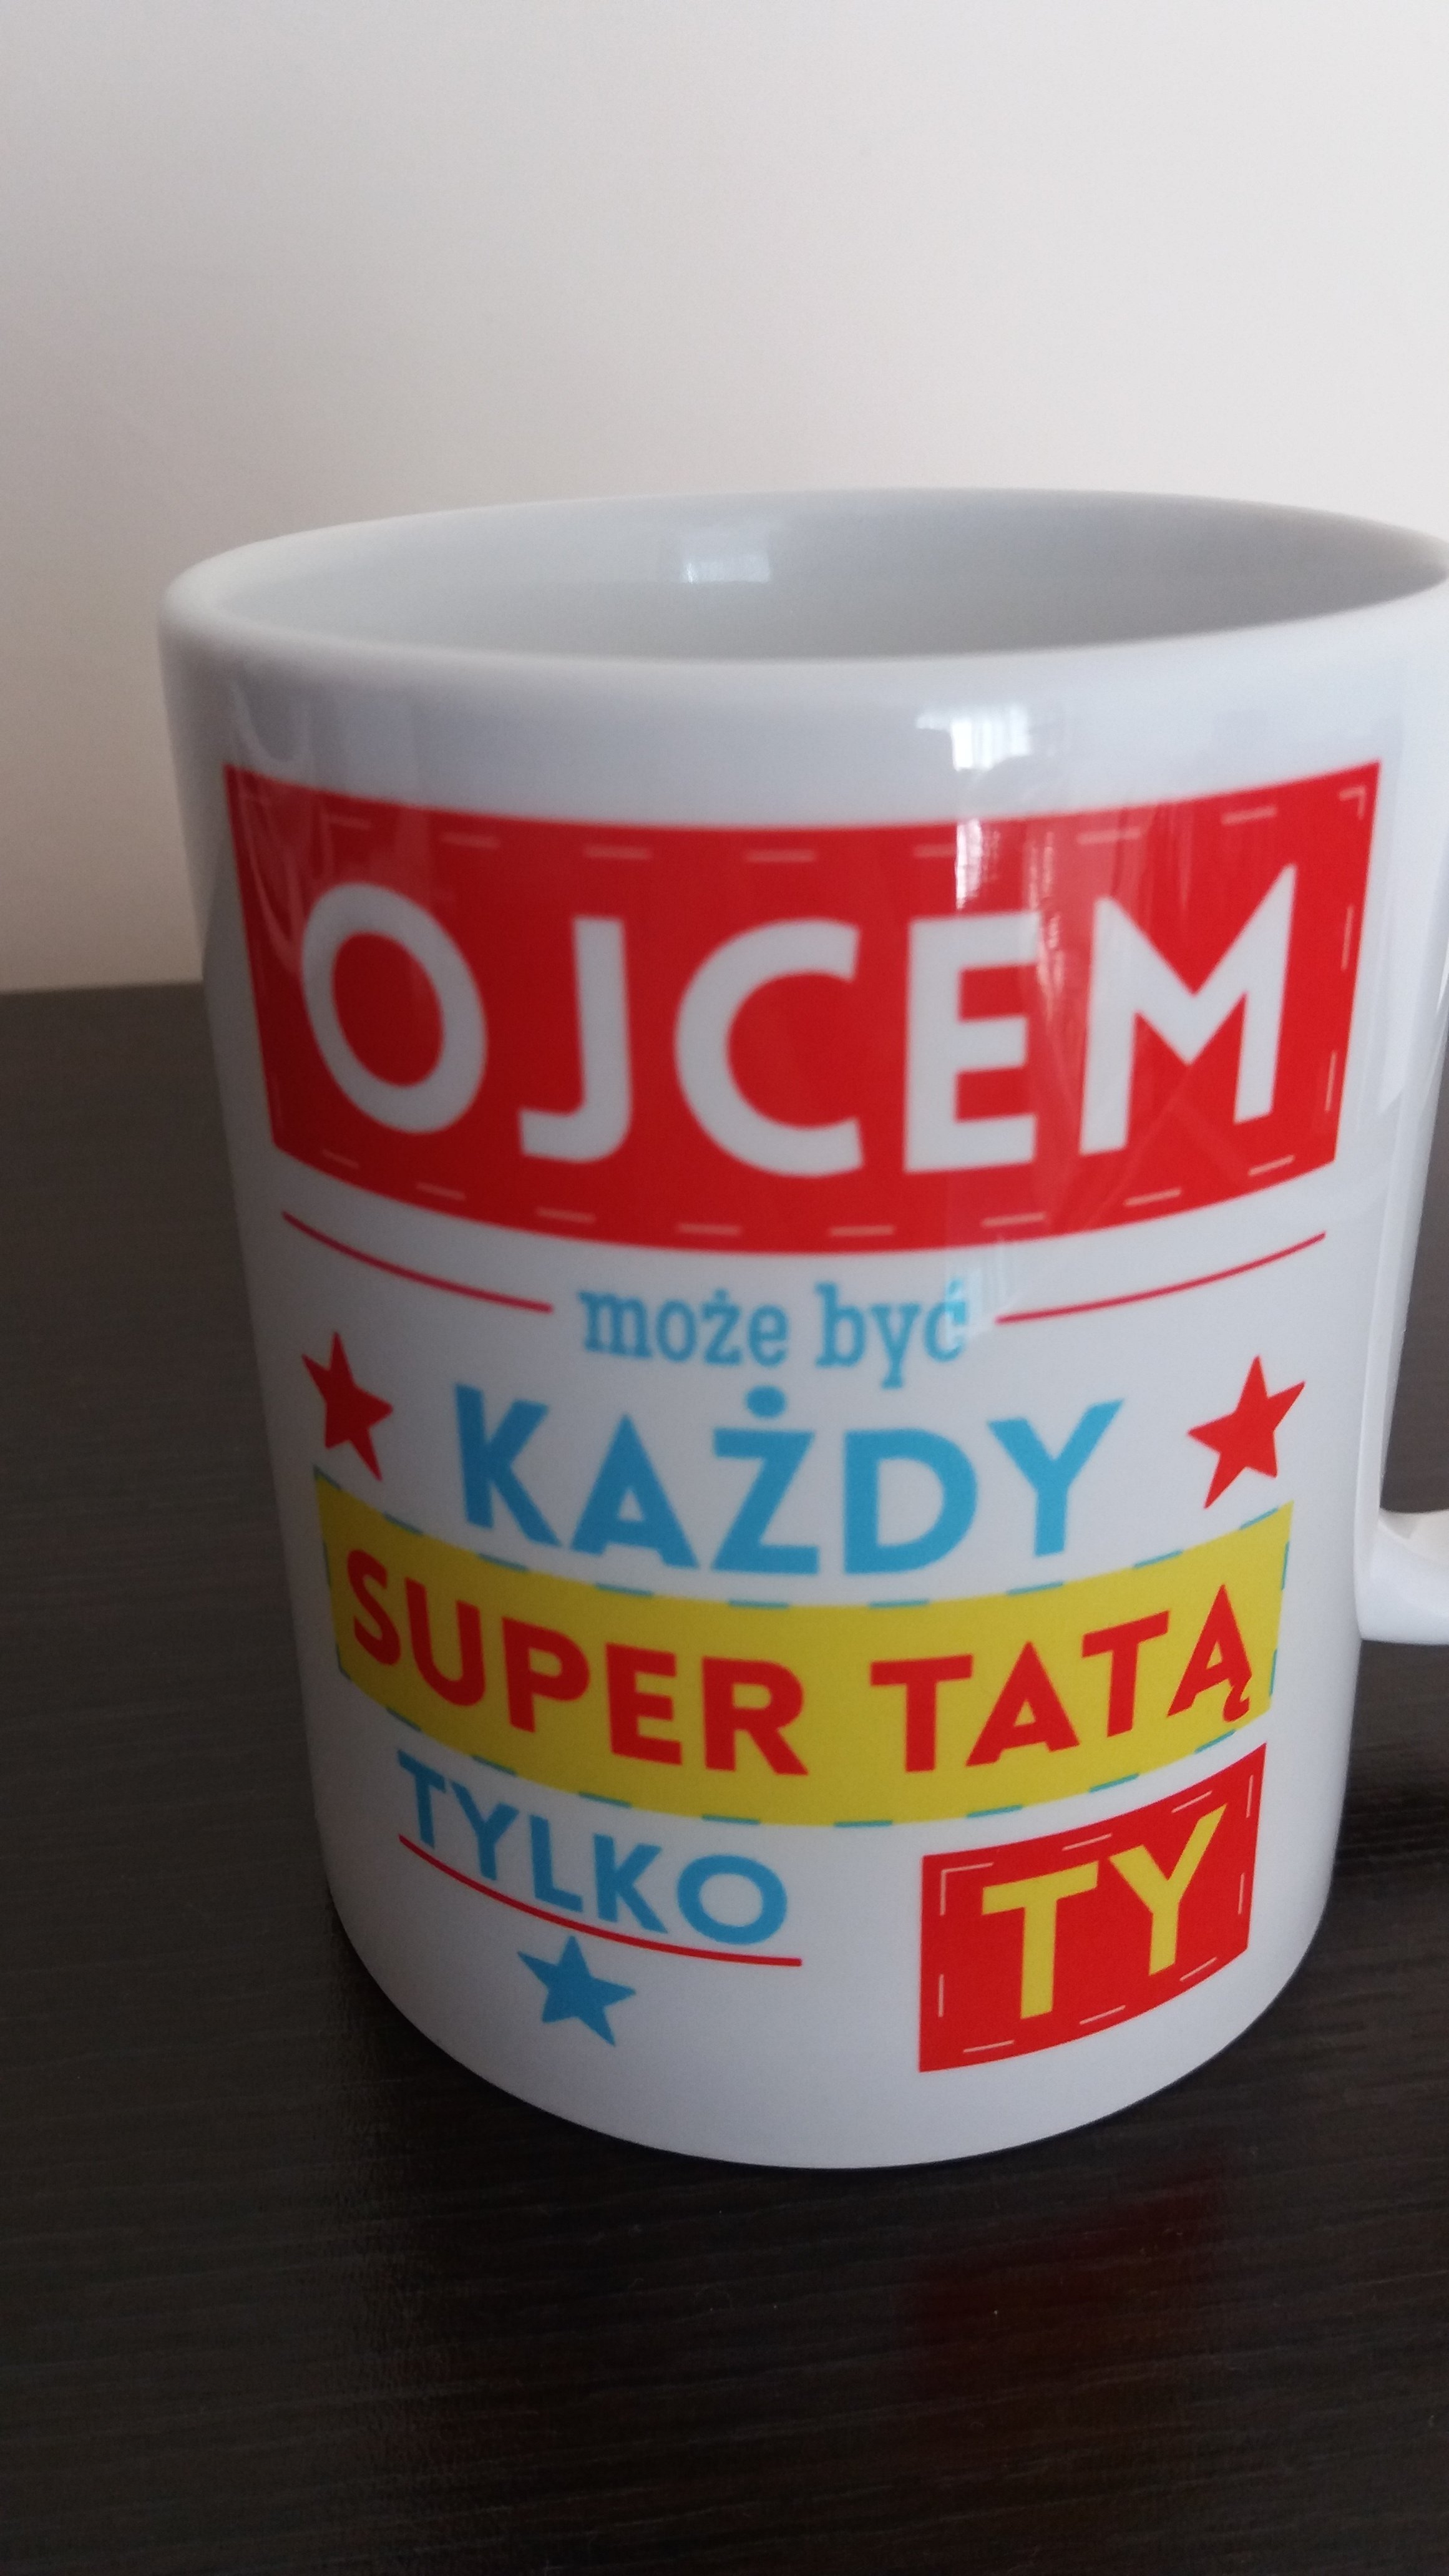 OJCEM
może być
KAŻDY
SUPER TATĄ
TYLKO TY